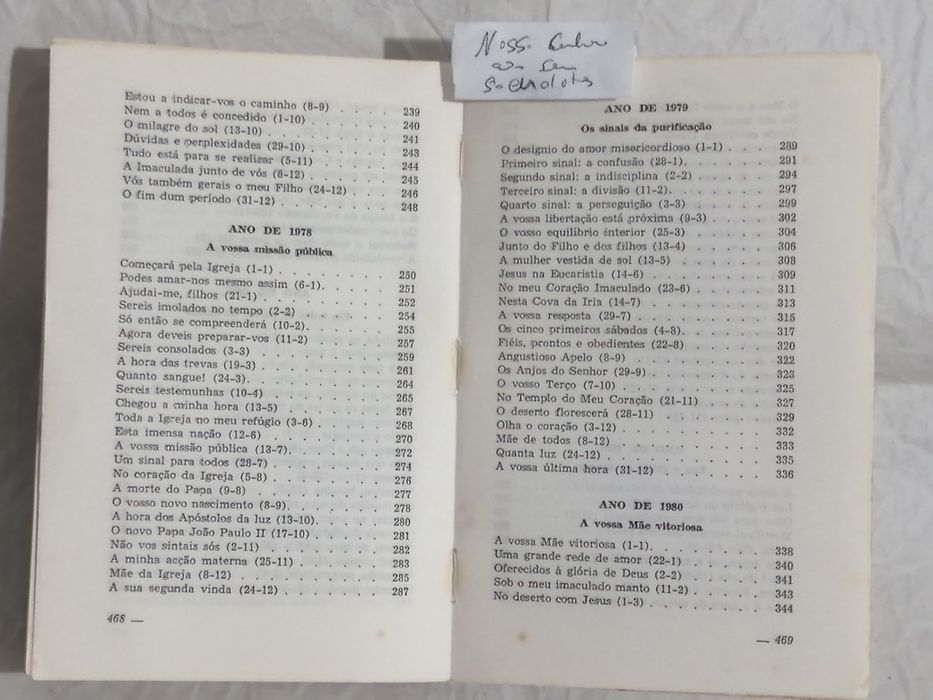 Nossa Senhora
aos seus
Sacerdotes
Estou a indicar-vos o caminho (8-9) . . . . 239
Nem a todos é concedido (1-10) . . . . . 240
O milagre do sol (13-10) . . . . . . . 241
Dúvidas e perplexidades (29-10) . . . . . 243
Tudo está para se realizar (5-11) . . . . . 244
A Imaculada junto de vós (8-12) . . . . . 245
Vós também gerais o meu Filho (24-12) . . . 246
O fim dum período (31-12) . . . . . . . 248
ANO DE 1978
A vossa missão pública
Começará pela Igreja (1-1) . . . . . . . 250
Podes amar-nos mesmo assim (6-1). . . . . 251
Ajudai-me, filhos (21-1) . . . . . . . . 252
Sereis imolados no tempo (2-2) . . . . . . 254
Só então se compreenderá (10-2). . . . . . 255
Agora deveis preparar-vos (11-2) . . . . . 257
Sereis consolados (3-3) . . . . . . . . 259
A hora das trevas (19-3) . . . . . . . . 261
Quanto sangue! (24-3). . . . . . . . . 264
Sereis testemunhas (10-4) . . . . . . . 265
Chegou a minha hora (13-5) . . . . . . . 267
Toda a Igreja no meu refúgio (3-6) . . . . 268
Esta imensa nação (12-6) . . . . . . . . 270
A vossa missão pública (13-7). . . . . . . 272
Um sinal para todos (28-7) . . . . . . . 274
No coração da Igreja (5-8) . . . . . . . 276
A morte do Papa (9-8) . . . . . . . . 277
O vosso novo nascimento (8-9). . . . . . . 278
A hora dos Apóstolos da luz (13-10). . . . . 280
O novo Papa João Paulo II (17-10) . . . . . 281
Não vos sintais sós (2-11) . . . . . . . 282
A minha acção materna (25-11) . . . . . . 283
Mãe da Igreja (8-12) . . . . . . . . . 285
A sua segunda vinda (24-12) . . . . . . . 287
468 —
ANO DE 1979
Os sinais da purificação
O desígnio do amor misericordioso (1-1) . . . 289
Primeiro sinal: a confusão (28-1). . . . . . 291
Segundo sinal: a indisciplina (2-2) . . . . . 294
Terceiro sinal: a divisão (11-2). . . . . . . 297
Quarto sinal: a perseguição (3-3) . . . . . 299
A vossa libertação está próxima (9-3) . . . . 302
O vosso equilíbrio interior (25-3) . . . . . 304
Junto do Filho e dos filhos (13-4) . . . . . 306
A mulher vestida de sol (13-5) . . . . . . 308
Jesus na Eucaristia (14-6) . . . . . . . 309
No meu Coração Imaculado (23-6) . . . . . 311
Nesta Cova da Iria (14-7) . . . . . . . 313
A vossa resposta (29-7) . . . . . . . . 315
Os cinco primeiros sábados (4-8). . . . . . 317
Fiéis, prontos e obedientes (22-8) . . . . . 320
Angustioso Apelo (8-9) . . . . . . . . 322
Os Anjos do Senhor (29-9) . . . . . . . 323
O vosso Terço (7-10) . . . . . . . . . 325
No Templo do Meu Coração (21-11) . . . . . 327
O deserto florescerá (28-11) . . . . . . . 329
Olha o coração (3-12) . . . . . . . . . 332
Mãe de todos (8-12) . . . . . . . . . 333
Quanta luz (24-12) . . . . . . . . . . 335
A vossa última hora (31-12) . . . . . . . 336
ANO DE 1980
A vossa Mãe vitoriosa
A vossa Mãe vitoriosa (1-1). . . . . . . . 338
Uma grande rede de amor (22-1) . . . . . 340
Oferecidos à glória de Deus (2-2) . . . . . 341
Sob o meu imaculado manto (11-2) . . . . . 343
No deserto com Jesus (1-3) . . . . . . . 344
— 469